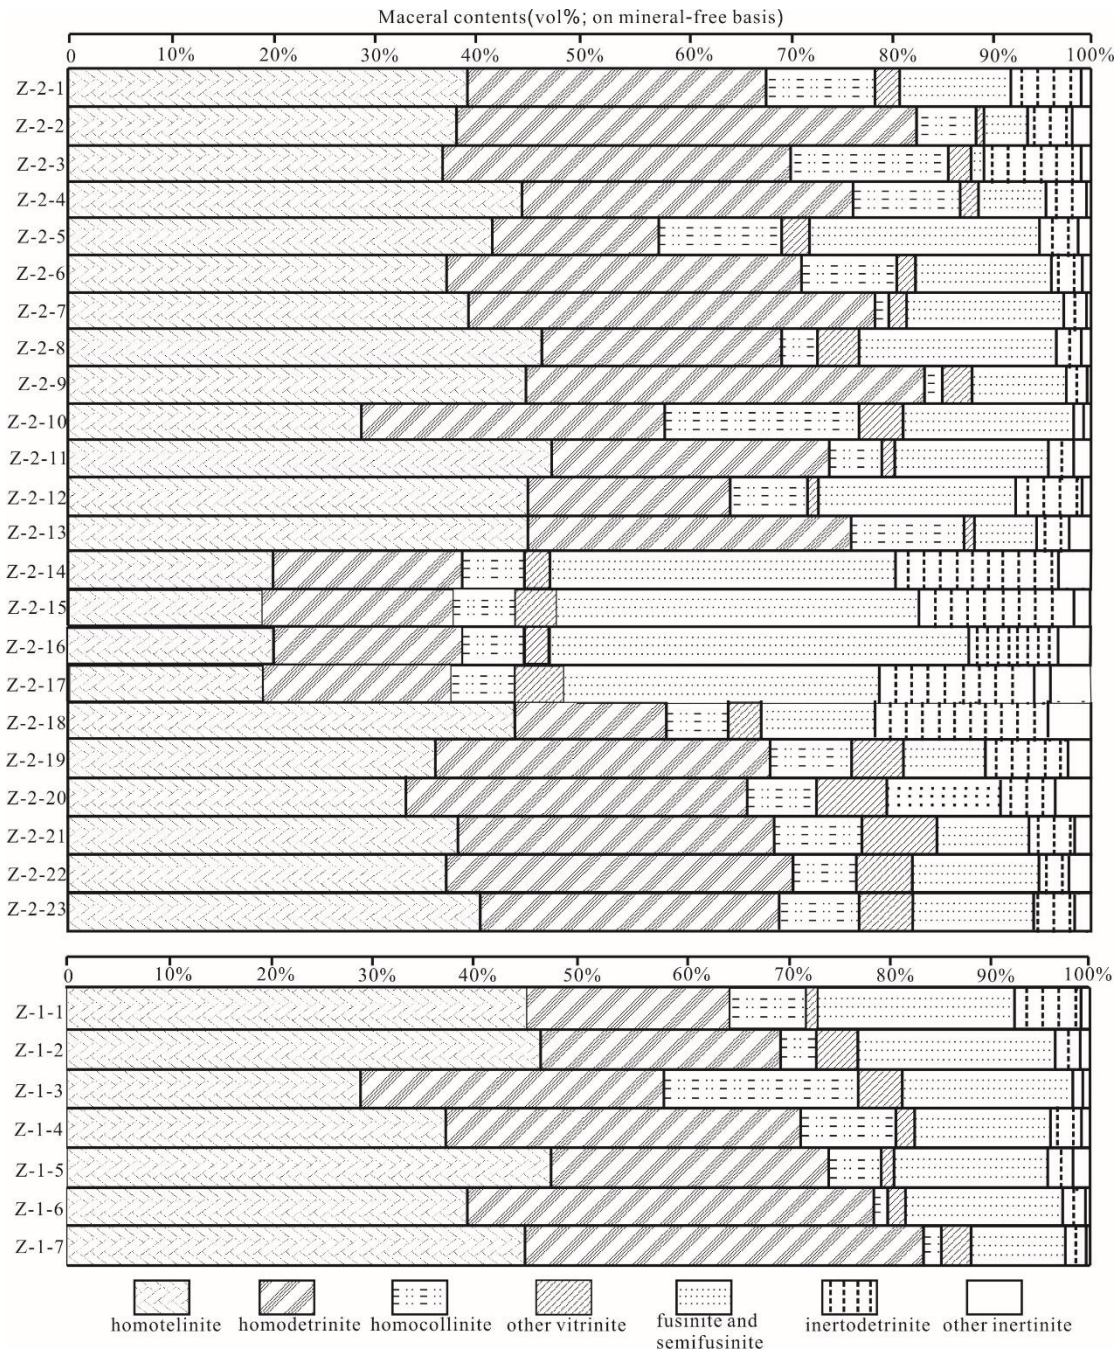 Maceral contents(vol%; on mineral-free basis)
0 10% 20% 30% 40% 50% 60% 70% 80% 90% 100%
Z-2-1
Z-2-2
Z-2-3
Z-2-4
Z-2-5
Z-2-6
Z-2-7
Z-2-8
Z-2-9
Z-2-10
Z-2-11
Z-2-12
Z-2-13
Z-2-14
Z-2-15
Z-2-16
Z-2-17
Z-2-18
Z-2-19
Z-2-20
Z-2-21
Z-2-22
Z-2-23
0 10% 20% 30% 40% 50% 60% 70% 80% 90% 100%
Z-1-1
Z-1-2
Z-1-3
Z-1-4
Z-1-5
Z-1-6
Z-1-7
homotelinite homodetrinite homocollinite other vitrinite fusinite and inertodetrinite other inertinite
semifusinite